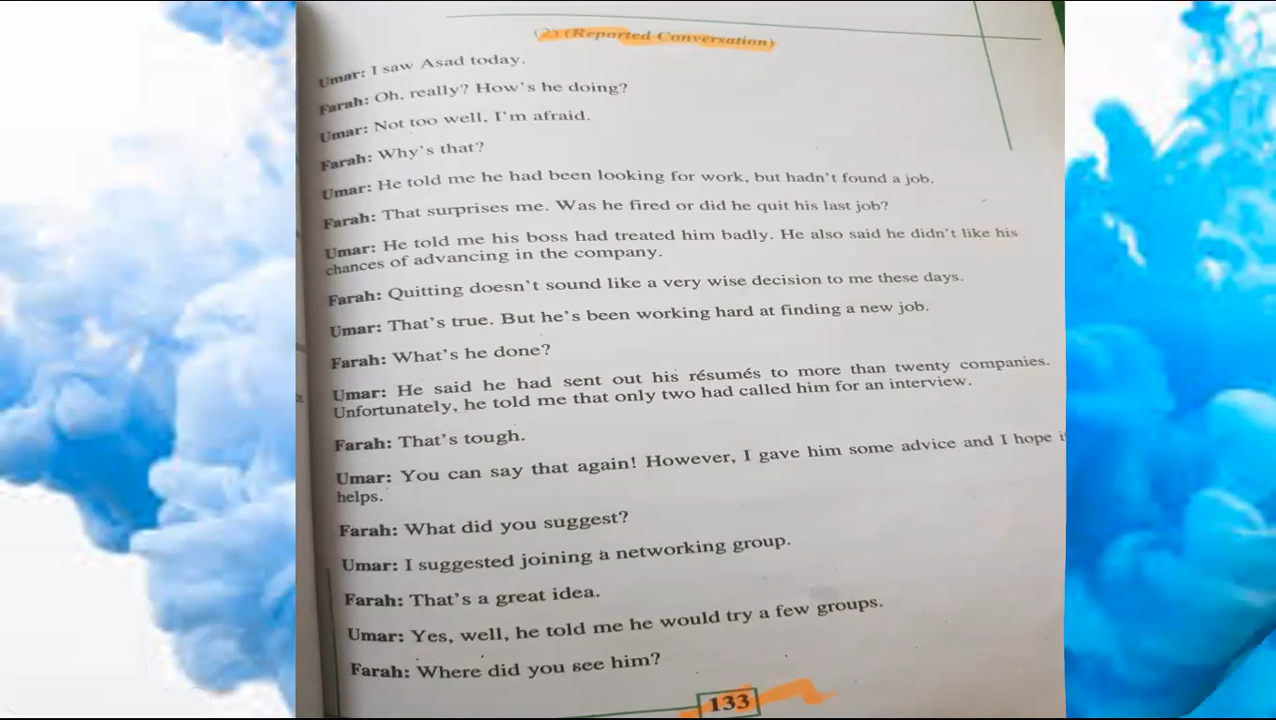 (2) (Reported Conversation)
Umar: I saw Asad today.
Farah: Oh, really? How's he doing?
Umar: Not too well, I'm afraid.
Farah: Why's that?
Umar: He told me he had been looking for work, but hadn't found a job.
Farah: That surprises me. Was he fired or did he quit his last job?
Umar: He told me his boss had treated him badly. He also said he didn't like his
chances of advancing in the company.
Farah: Quitting doesn't sound like a very wise decision to me these days.
Umar: That's true. But he's been working hard at finding a new job.
Farah: What's he done?
Umar: He said he had sent out his résumés to more than twenty companies.
Unfortunately, he told me that only two had called him for an interview.
Farah: That's tough.
Umar: You can say that again! However, I gave him some advice and I hope
helps.
Farah: What did you suggest?
Umar: I suggested joining a networking group.
Farah: That's a great idea.
Umar: Yes, well, he told me he would try a few groups.
Farah: Where did you see him?
133